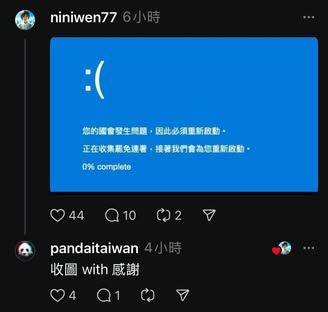 niniwen77 6小時
:(
您的國會發生問題，因此必須重新啟動。
正在收集罷免連署，接著我們會為您重新啟動。
0% complete
44 10 2
pandaitaiwan 4小時
收圖 with 感謝
4 1